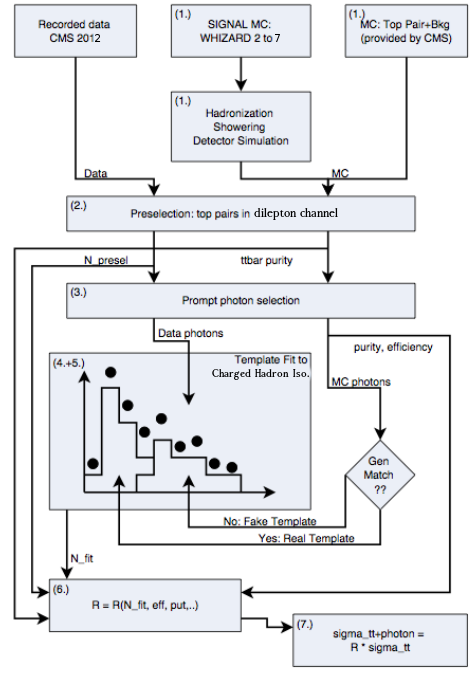 Recorded data
CMS 2012
(1.)
SIGNAL MC:
WHIZARD 2 to 7
(1.)
MC: Top Pair+Bkg
(provided by CMS)
(1.)
Hadronization
Showering
Detector Simulation
Data
MC
(2.)
Preselection: top pairs in dilepton channel
N_presel
ttbar purity
(3.)
Prompt photon selection
Data photons
purity, efficiency
(4.+5.)
Template Fit to
Charged Hadron Iso.
MC photons
Gen
Match
??
No: Fake Template
Yes: Real Template
N_fit
(6.)
R = R(N_fit, eff, put,..)
(7.)
sigma_tt+photon =
R * sigma_tt